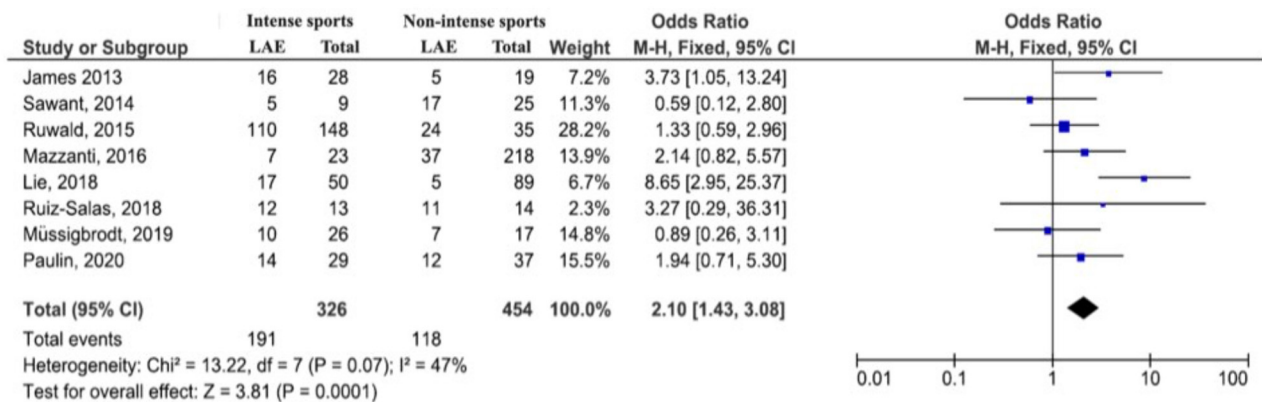 Intense sports Non-intense sports Odds Ratio Odds Ratio
Study or Subgroup LAE Total LAE Total Weight M-H, Fixed, 95% CI M-H, Fixed, 95% CI
James 2013 16 28 5 19 7.2% 3.73 [1.05, 13.24]
Sawant, 2014 5 9 17 25 11.3% 0.59 [0.12, 2.80]
Ruwald, 2015 110 148 24 35 28.2% 1.33 [0.59, 2.96]
Mazzanti, 2016 7 23 37 218 13.9% 2.14 [0.82, 5.57]
Lie, 2018 17 50 5 89 6.7% 8.65 [2.95, 25.37]
Ruiz-Salas, 2018 12 13 11 14 2.3% 3.27 [0.29, 36.31]
Müssigbrodt, 2019 10 26 7 17 14.8% 0.89 [0.26, 3.11]
Paulin, 2020 14 29 12 37 15.5% 1.94 [0.71, 5.30]
Total (95% CI) 326 454 100.0% 2.10 [1.43, 3.08]
Total events 191 118
Heterogeneity: Chi² = 13.22, df = 7 (P = 0.07); I² = 47%
Test for overall effect: Z = 3.81 (P = 0.0001)
0.01 0.1 1 10 100